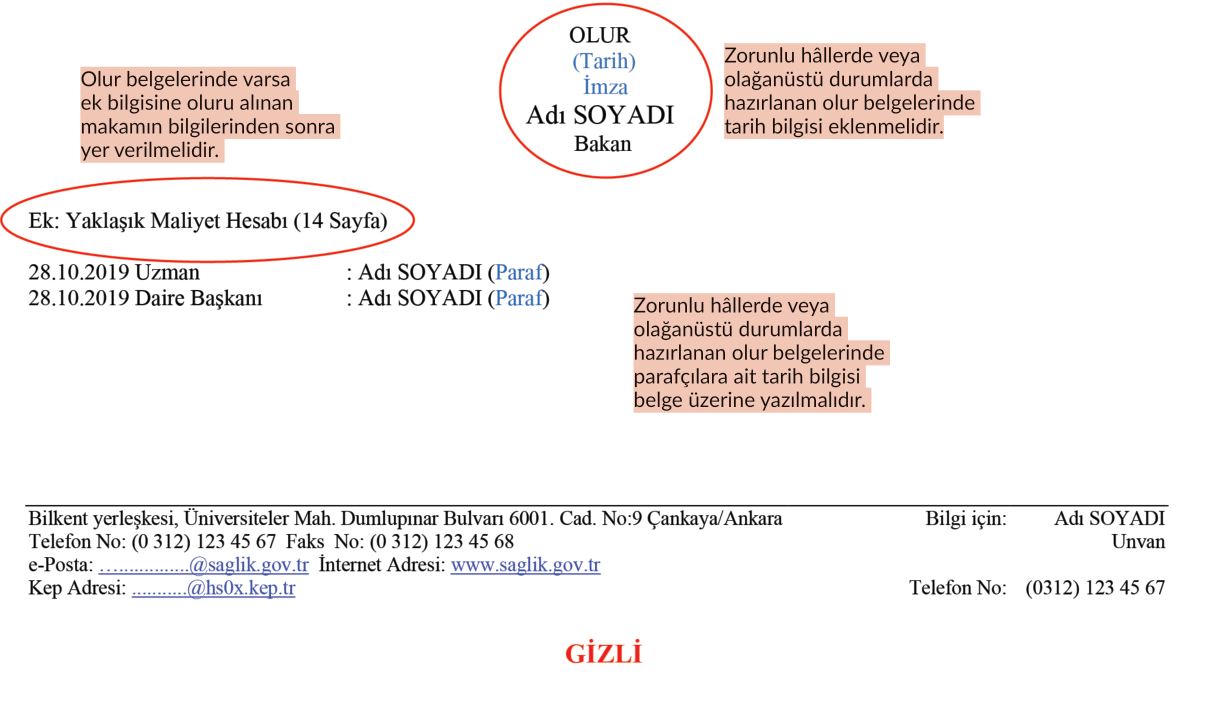 OLUR
(Tarih)
İmza
Adı SOYADI
Bakan
Zorunlu hâllerde veya
olağanüstü durumlarda
hazırlanan olur belgelerinde
tarih bilgisi eklenmelidir.
Olur belgelerinde varsa
ek bilgisine oluru alınan
makamın bilgilerinden sonra
yer verilmelidir.
Ek: Yaklaşık Maliyet Hesabı (14 Sayfa)
28.10.2019 Uzman : Adı SOYADI (Paraf)
28.10.2019 Daire Başkanı : Adı SOYADI (Paraf)
Zorunlu hâllerde veya
olağanüstü durumlarda
hazırlanan olur belgelerinde
parafçılara ait tarih bilgisi
belge üzerine yazılmalıdır.
Bilkent yerleşkesi, Üniversiteler Mah. Dumlupınar Bulvarı 6001. Cad. No:9 Çankaya/Ankara Bilgi için: Adı SOYADI
Telefon No: (0 312) 123 45 67 Faks No: (0 312) 123 45 68 Unvan
e-Posta: ................@saglik.gov.tr İnternet Adresi: www.saglik.gov.tr
Kep Adresi: ...........@hs0x.kep.tr Telefon No: (0312) 123 45 67
GİZLİ